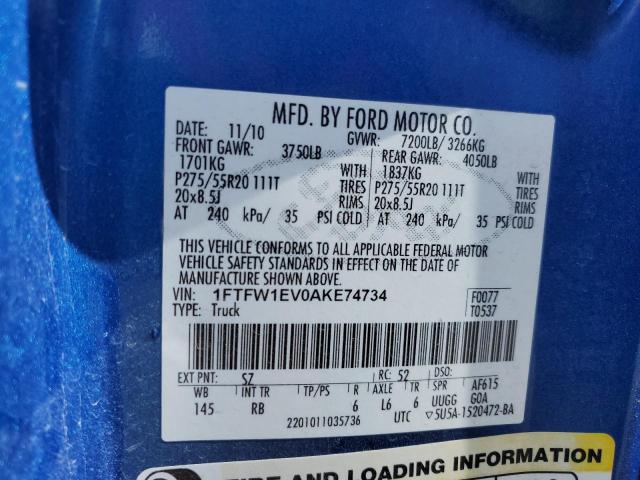 MFD. BY FORD MOTOR CO.
DATE: 11/10 GVWR: 7200LB/ 3266KG
FRONT GAWR: 3750LB REAR GAWR: 4050LB
1701KG WITH 1837KG WITH
P275/55R20 111T TIRES P275/55R20 111T TIRES
20x8.5J RIMS 20x8.5J RIMS
AT 240 kPa/ 35 PSI COLD AT 240 kPa/ 35 PSI COLD
THIS VEHICLE CONFORMS TO ALL APPLICABLE FEDERAL MOTOR
VEHICLE SAFETY STANDARDS IN EFFECT ON THE DATE OF
MANUFACTURE SHOWN ABOVE.
VIN: 1FTFW1EV0AKE74734 F0077
TYPE: Truck T0537
EXT PNT: SZ RC: 52 DSO:
WB INT TR TP/PS R AXLE TR SPR AF615
145 RB 6 L6 6 UUGG G0A
2201011035736 UTC ▽5U5A-1520472-BA
TIRE AND LOADING INFORMATION